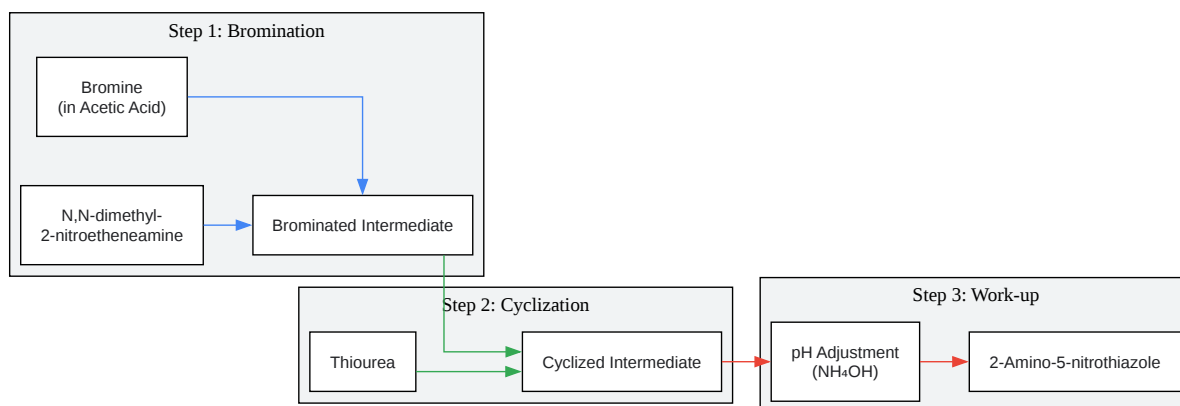 Step 1: Bromination
Bromine
(in Acetic Acid)
N,N-dimethyl-
2-nitroetheneamine
Brominated Intermediate
Step 2: Cyclization
Thiourea
Cyclized Intermediate
Step 3: Work-up
pH Adjustment
(NH₄OH)
2-Amino-5-nitrothiazole